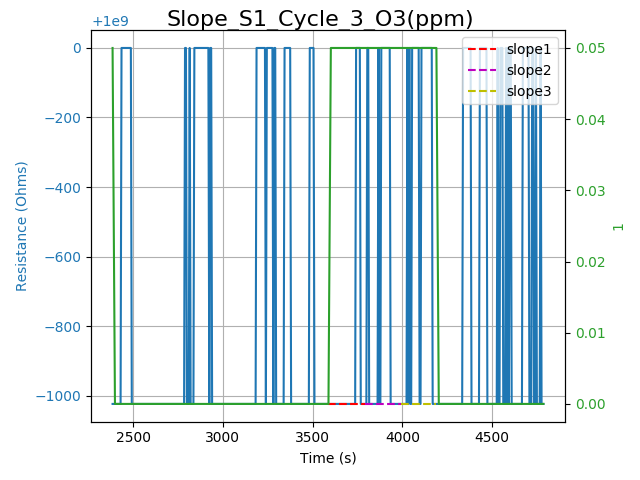 Slope_S1_Cycle_3_O3(ppm)
+1e9
0
−200
−400
−600
−800
−1000
Resistance (Ohms)
slope1
slope2
slope3
0.05
0.04
0.03
0.02
0.01
0.00
1
2500
3000
3500
4000
4500
Time (s)